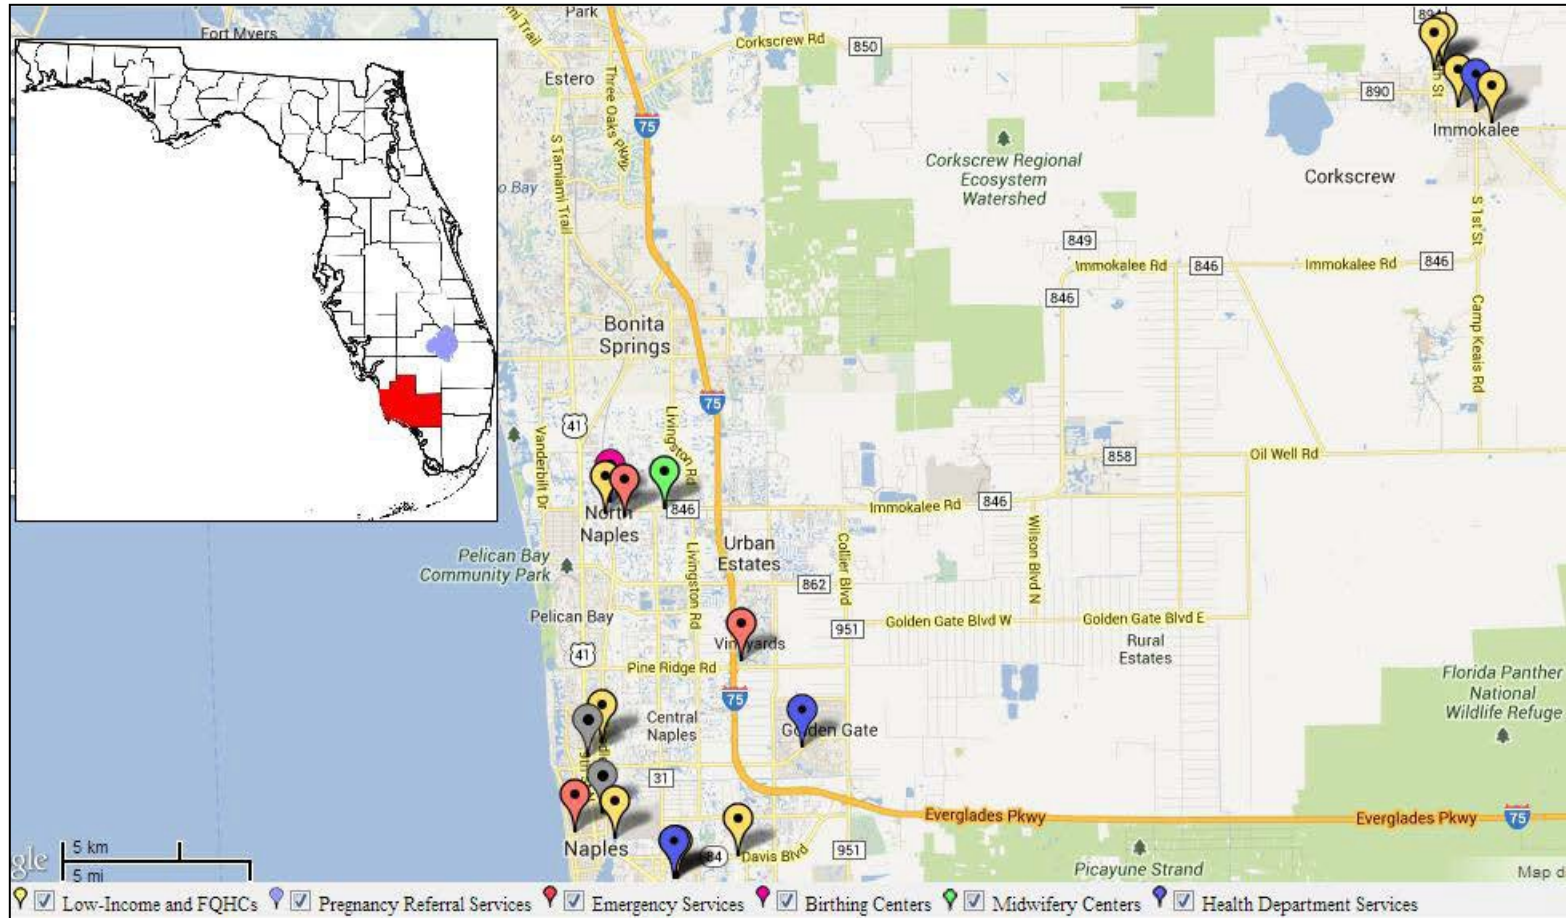 Fort Myers
Park
Corkscrew Rd
850
Estero
Three Oaks Pkwy
S Tamiami Trail
75
890
Immokalee
Corkscrew Regional
Ecosystem
Watershed
Corkscrew
S 1st St
849
Immokalee Rd
846
Immokalee Rd
846
846
Camp Keais Rd
Bonita
Springs
75
41
Livingston Rd
Vanderbilt Dr
858
Oil Well Rd
North
Naples
846
Immokalee Rd
846
Wilson Blvd N
Urban
Estates
Collier Blvd
Livingston Rd
Pelican Bay
Community Park
862
Pelican Bay
951
Golden Gate Blvd W
Golden Gate Blvd E
Rural
Estates
41
Vineyards
Pine Ridge Rd
75
Florida Panther
National
Wildlife Refuge
Central
Naples
Golden Gate
31
Everglades Pkwy
Everglades Pkwy
75
Naples
84
Davis Blvd
951
Picayune Strand
5 km
5 mi
Map d
Low-Income and FQHCs Pregnancy Referral Services Emergency Services Birthing Centers Midwifery Centers Health Department Services